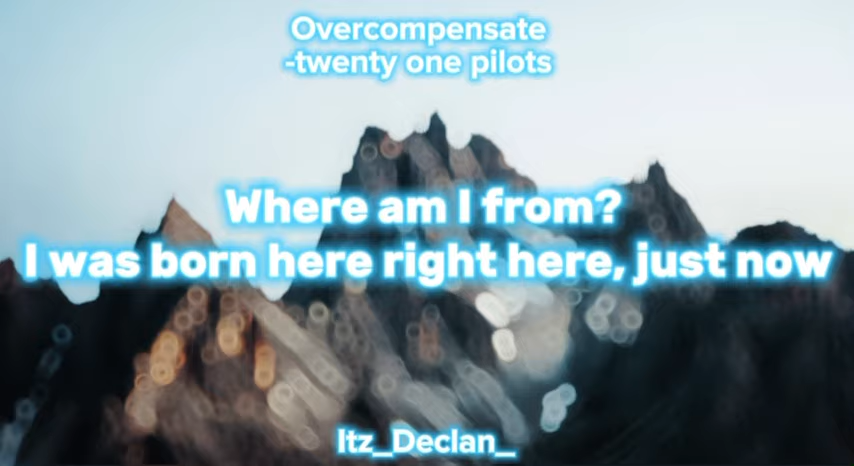 Overcompensate
-twenty one pilots
Where am I from?
I was born here right here, just now
Itz_Declan_